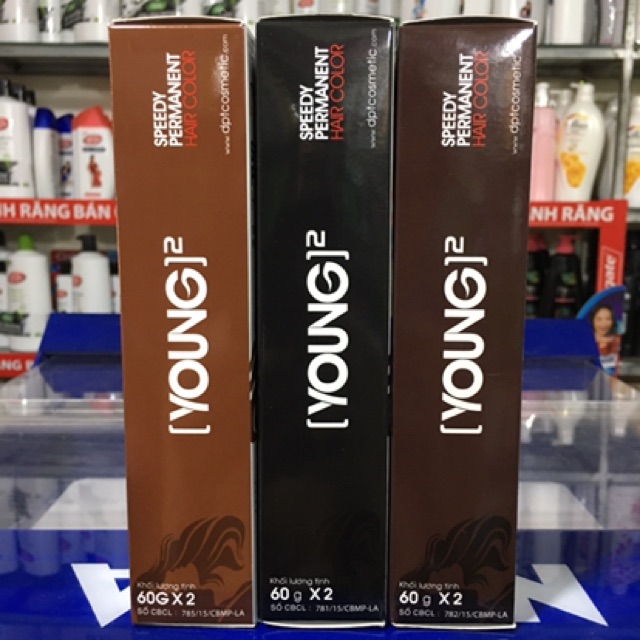 SPEEDY
PERMANENT
HAIR COLOR
www.dptcosmetic.com
[YOUNG]²
Khối lượng tịnh
60G X 2
SỐ CBCL : 785/15/CBMP-LA
SPEEDY
PERMANENT
HAIR COLOR
www.dptcosmetic.com
[YOUNG]²
Khối lượng tịnh
60 g X 2
SỐ CBCL : 781/15/CBMP-LA
SPEEDY
PERMANENT
HAIR COLOR
www.dptcosmetic.com
[YOUNG]²
Khối lượng tịnh
60 g X 2
SỐ CBCL : 782/15/CBMP-LA
NH RĂNG BÀN C
ÁNH RĂNG